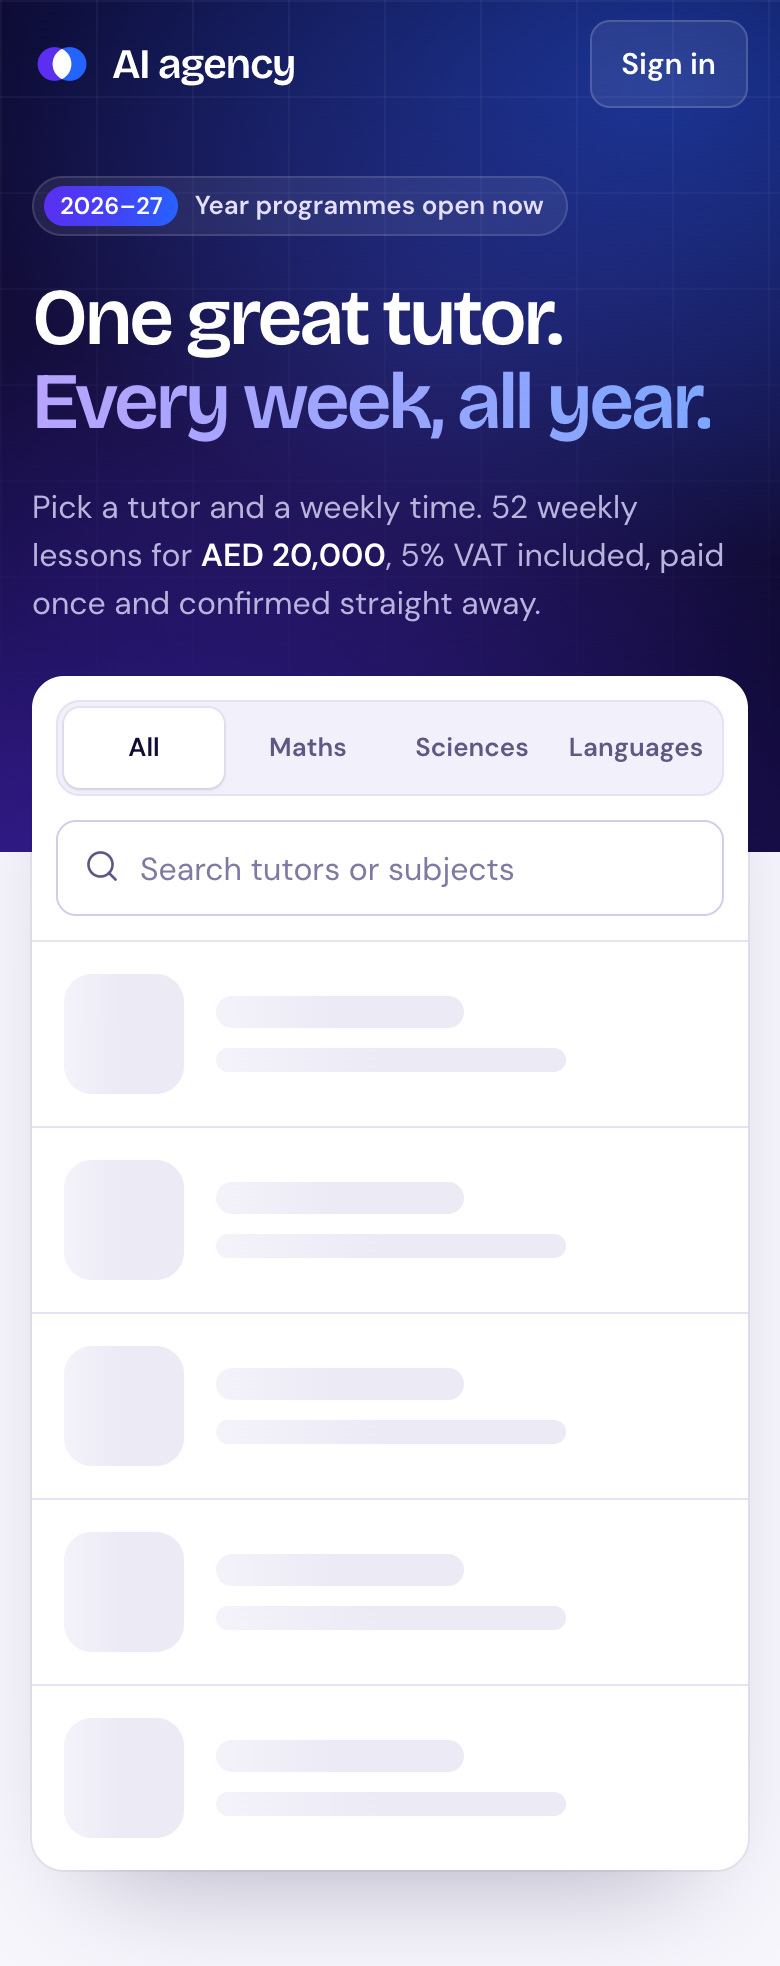 AI agency
Sign in
2026–27 Year programmes open now
One great tutor.
Every week, all year.
Pick a tutor and a weekly time. 52 weekly
lessons for AED 20,000, 5% VAT included, paid
once and confirmed straight away.
All Maths Sciences Languages
Search tutors or subjects